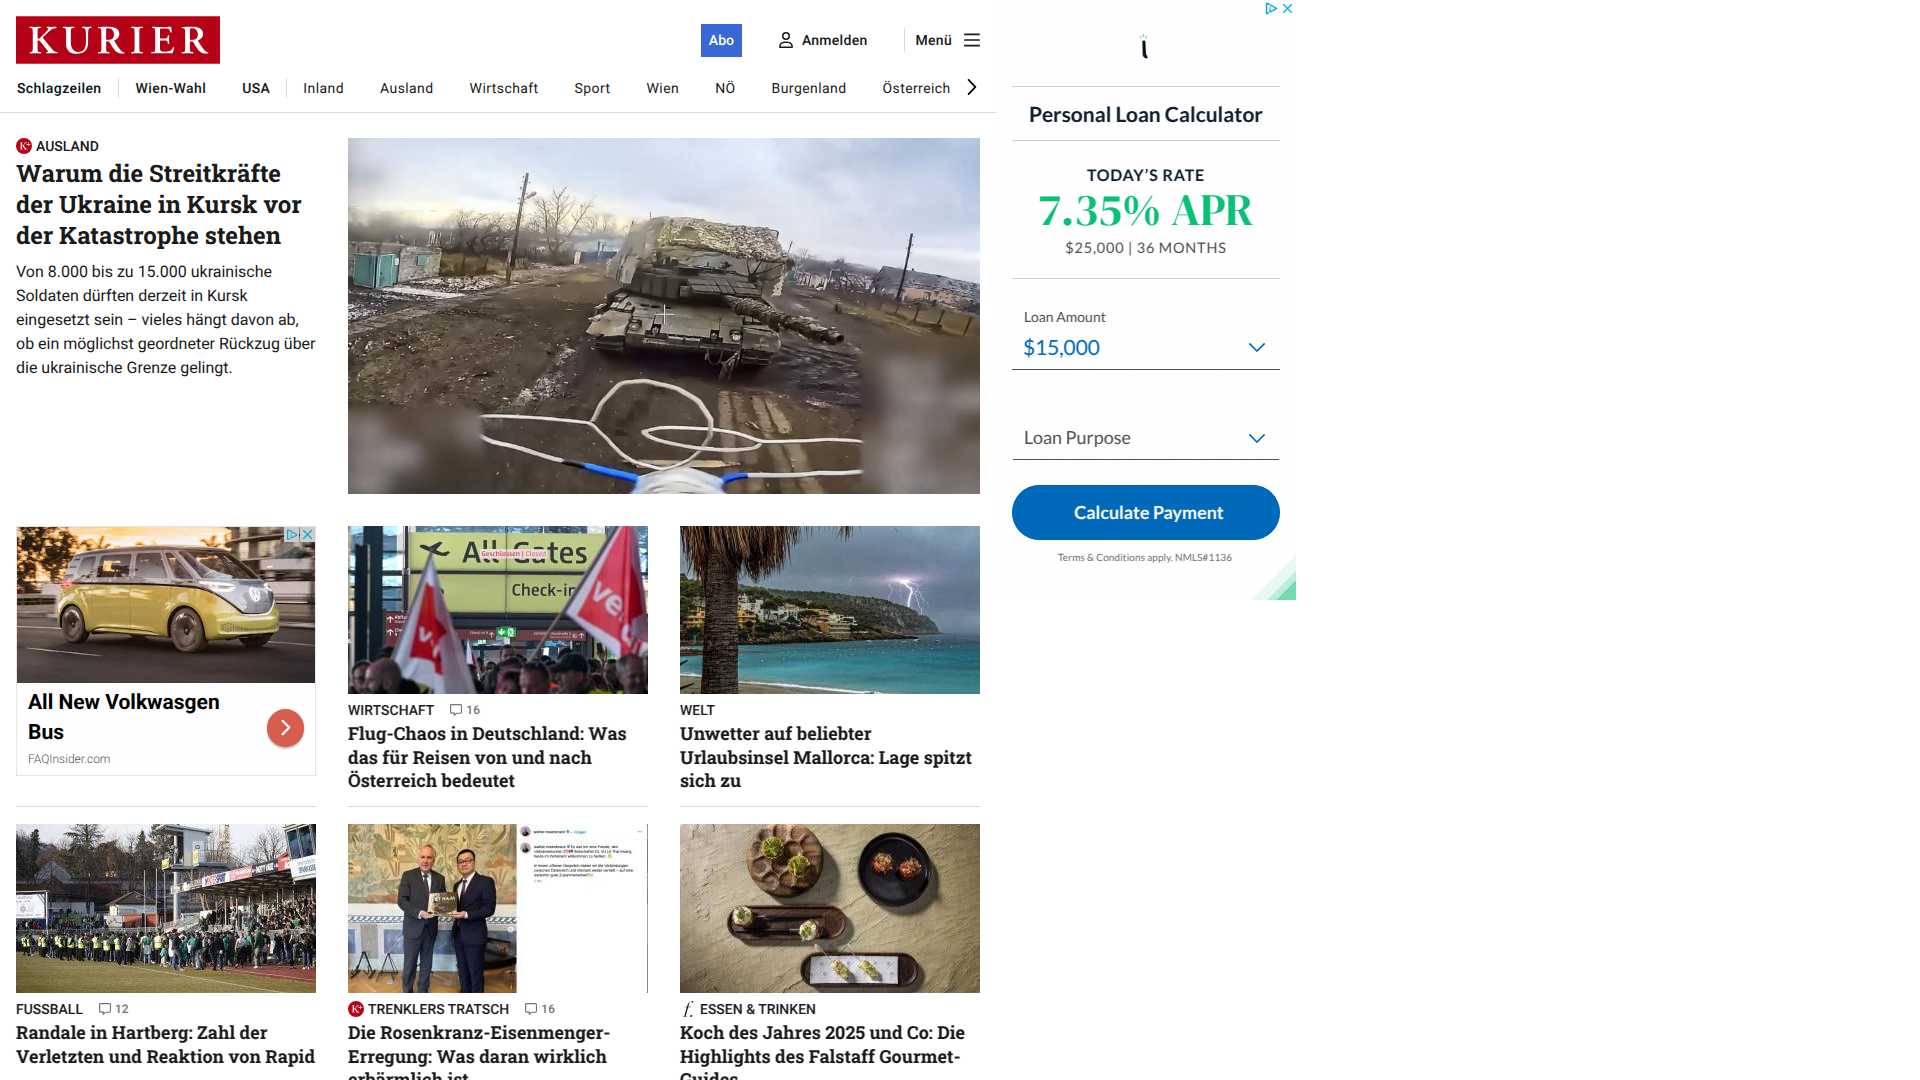 KURIER
Abo
Anmelden
Menü
Schlagzeilen
Wien-Wahl
USA
Inland
Ausland
Wirtschaft
Sport
Wien
NÖ
Burgenland
Österreich
AUSLAND
Warum die Streitkräfte
der Ukraine in Kursk vor
der Katastrophe stehen
Von 8.000 bis zu 15.000 ukrainische
Soldaten dürften derzeit in Kursk
eingesetzt sein – vieles hängt davon ab,
ob ein möglichst geordneter Rückzug über
die ukrainische Grenze gelingt.
Personal Loan Calculator
TODAY'S RATE
7.35% APR
$25,000 | 36 MONTHS
Loan Amount
$15,000
Loan Purpose
Calculate Payment
Terms & Conditions apply. NMLS#1136
All New Volkwasgen
Bus
FAQInsider.com
All Gates
Geschlossen | Closed
Check-in
WIRTSCHAFT 16
Flug-Chaos in Deutschland: Was
das für Reisen von und nach
Österreich bedeutet
WELT
Unwetter auf beliebter
Urlaubsinsel Mallorca: Lage spitzt
sich zu
FUSSBALL 12
Randale in Hartberg: Zahl der
Verletzten und Reaktion von Rapid
K+ TRENKLERS TRATSCH 16
Die Rosenkranz-Eisenmenger-
Erregung: Was daran wirklich
erbärmlich ist
f. ESSEN & TRINKEN
Koch des Jahres 2025 und Co: Die
Highlights des Falstaff Gourmet-
Guides